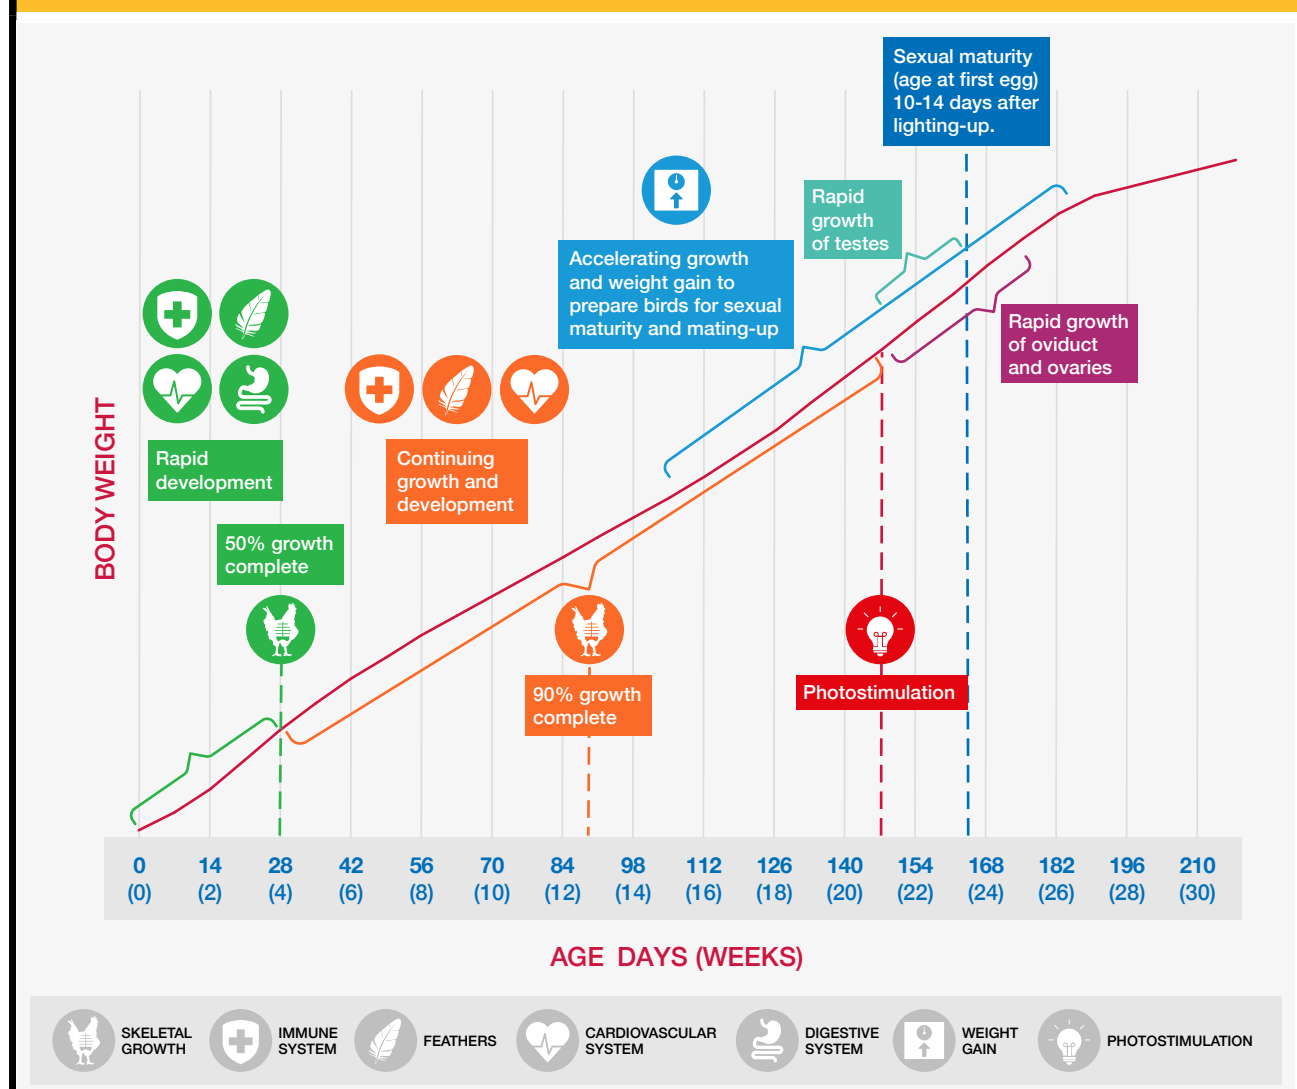 Sexual maturity
(age at first egg)
10-14 days after
lighting-up.
Rapid
growth
of testes
Accelerating growth
and weight gain to
prepare birds for sexual
maturity and mating-up
Rapid growth
of oviduct
and ovaries
Continuing
growth and
development
Rapid
development
50% growth
complete
90% growth
complete
Photostimulation
BODY WEIGHT
0 14 28 42 56 70 84 98 112 126 140 154 168 182 196 210
(0) (2) (4) (6) (8) (10) (12) (14) (16) (18) (20) (22) (24) (26) (28) (30)
AGE DAYS (WEEKS)
SKELETAL
GROWTH
IMMUNE
SYSTEM
FEATHERS
CARDIOVASCULAR
SYSTEM
DIGESTIVE
SYSTEM
WEIGHT
GAIN
PHOTOSTIMULATION